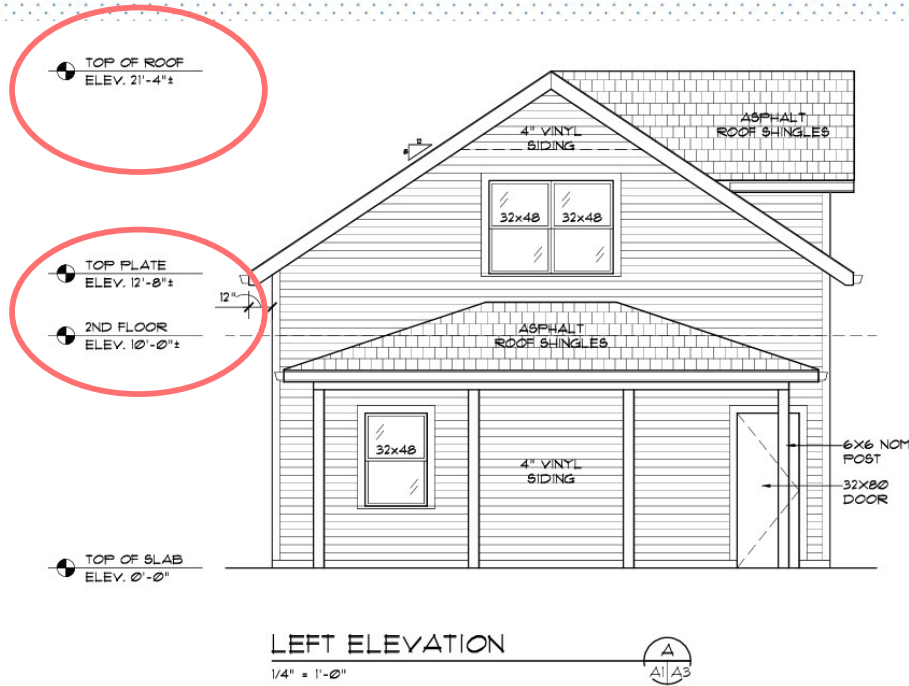 TOP OF ROOF
ELEV. 21'-4"±
ASPHALT
ROOF SHINGLES
4" VINYL
SIDING
12
8
32x48 32x48
TOP PLATE
ELEV. 12'-8"±
12"
2ND FLOOR
ELEV. 10'-0"±
ASPHALT
ROOF SHINGLES
32x48
4" VINYL
SIDING
6X6 NOM
POST
32X80
DOOR
TOP OF SLAB
ELEV. 0'-0"
LEFT ELEVATION
1/4" = 1'-0"
A
A1 A3